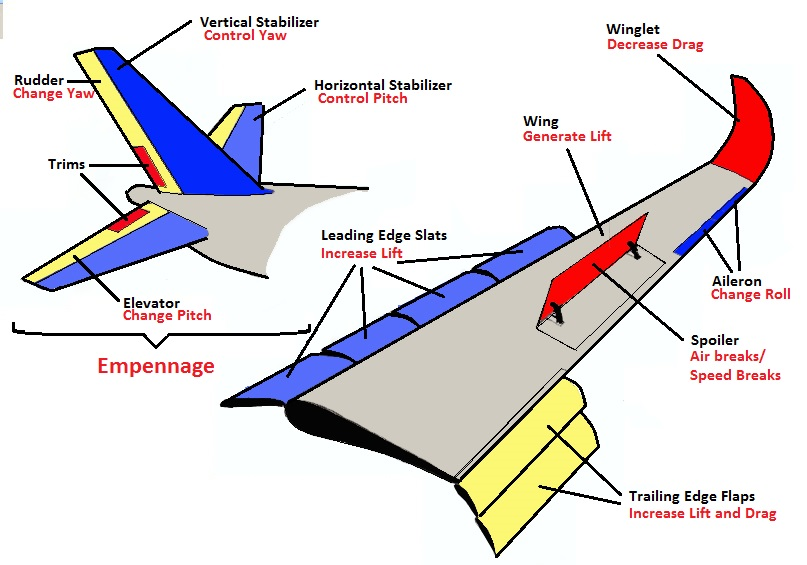 Vertical Stabilizer
Control Yaw
Winglet
Decrease Drag
Rudder
Change Yaw
Horizontal Stabilizer
Control Pitch
Wing
Generate Lift
Trims
Leading Edge Slats
Increase Lift
Aileron
Change Roll
Elevator
Change Pitch
Spoiler
Air breaks/
Speed Breaks
Empennage
Trailing Edge Flaps
Increase Lift and Drag